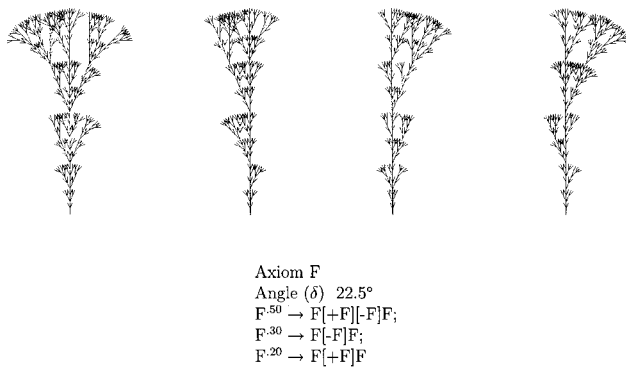 Axiom F
Angle (δ) 22.5°
F.50 → F[+F][-F]F;
F.30 → F[-F]F;
F.20 → F[+F]F